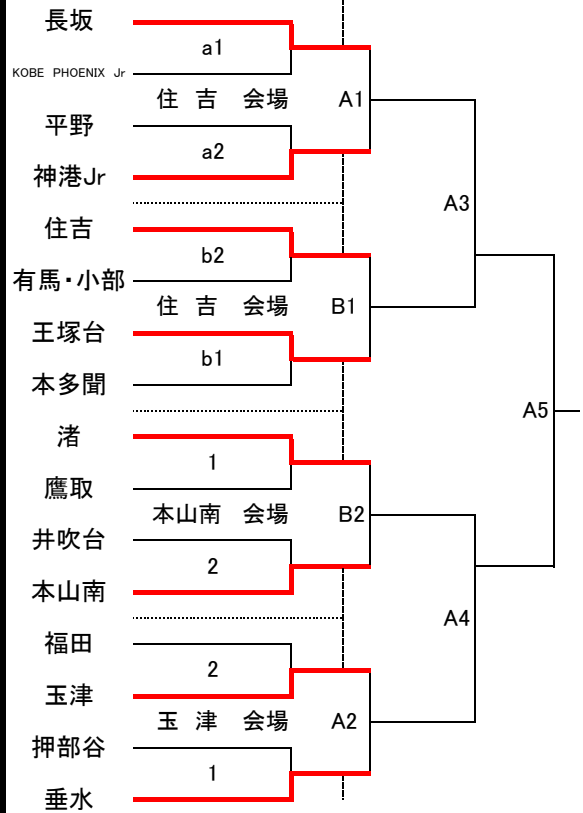 長坂
a1
KOBE PHOENIX Jr
住 吉 会場 A1
平野
a2
神港Jr
A3
住吉
b2
有馬・小部
住 吉 会場 B1
王塚台
b1
本多聞
A5
渚
1
鷹取
本山南 会場 B2
井吹台
2
本山南
A4
福田
2
玉津
玉 津 会場 A2
押部谷
1
垂水